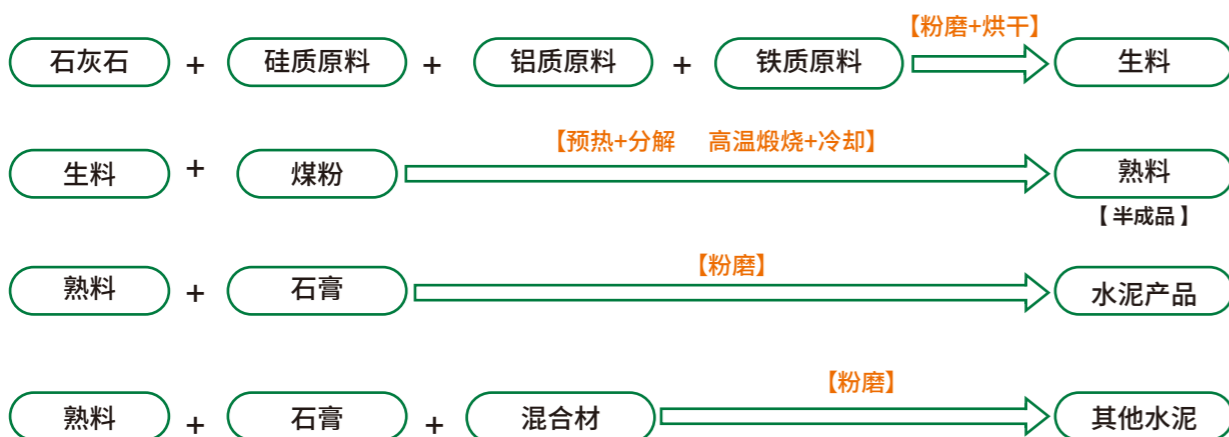 【粉磨+烘干】
石灰石 + 硅质原料 + 铝质原料 + 铁质原料 生料
【预热+分解 高温煅烧+冷却】
生料 + 煤粉 熟料
【 半成品 】
【粉磨】
熟料 + 石膏 水泥产品
【粉磨】
熟料 + 石膏 + 混合材 其他水泥